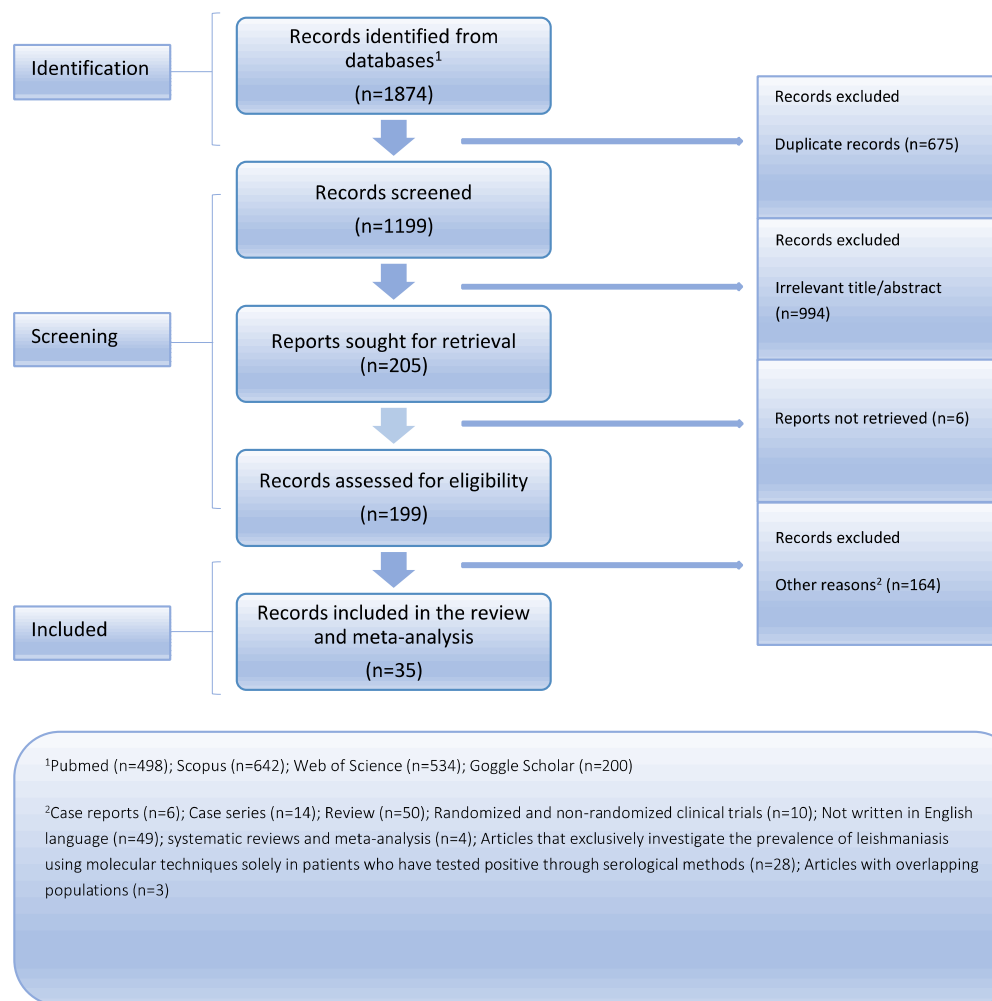 Identification
Records identified from
databases¹
(n=1874)
Records excluded
Duplicate records (n=675)
Records screened
(n=1199)
Records excluded
Irrelevant title/abstract
(n=994)
Screening
Reports sought for retrieval
(n=205)
Reports not retrieved (n=6)
Records assessed for eligibility
(n=199)
Records excluded
Other reasons² (n=164)
Included
Records included in the review
and meta-analysis
(n=35)
¹Pubmed (n=498); Scopus (n=642); Web of Science (n=534); Goggle Scholar (n=200)
²Case reports (n=6); Case series (n=14); Review (n=50); Randomized and non-randomized clinical trials (n=10); Not written in English
language (n=49); systematic reviews and meta-analysis (n=4); Articles that exclusively investigate the prevalence of leishmaniasis
using molecular techniques solely in patients who have tested positive through serological methods (n=28); Articles with overlapping
populations (n=3)